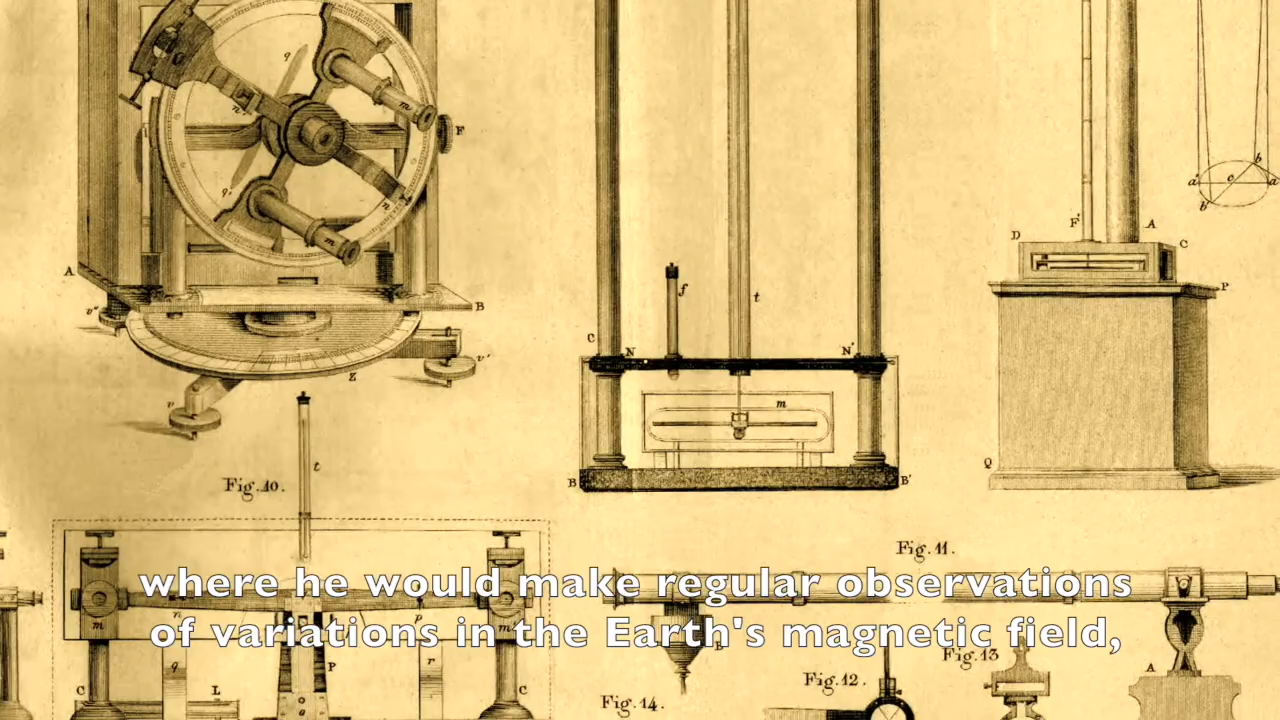 q
G
m
n
F
q'
n
m
A
B
v''
v'
Z
v
f
t
C
N
N'
m
B
B'
b
a'
c
a
b'
F'
A
D
C
P
Q
Fig. 10.
t
Fig. 11.
where he would make regular observations
of variations in the Earth's magnetic field,
m
n
p
m
q
P
r
C
L
C
Fig. 12.
Fig. 13
A
Fig. 14.